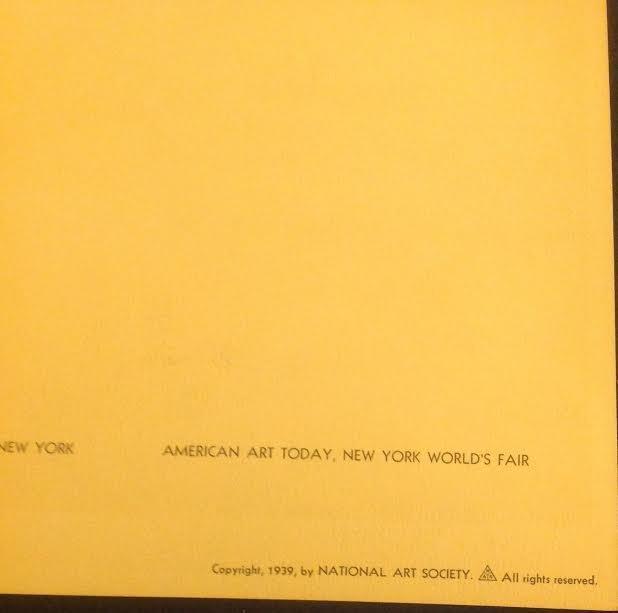 NEW YORK AMERICAN ART TODAY, NEW YORK WORLD'S FAIR
Copyright, 1939, by NATIONAL ART SOCIETY. All rights reserved.